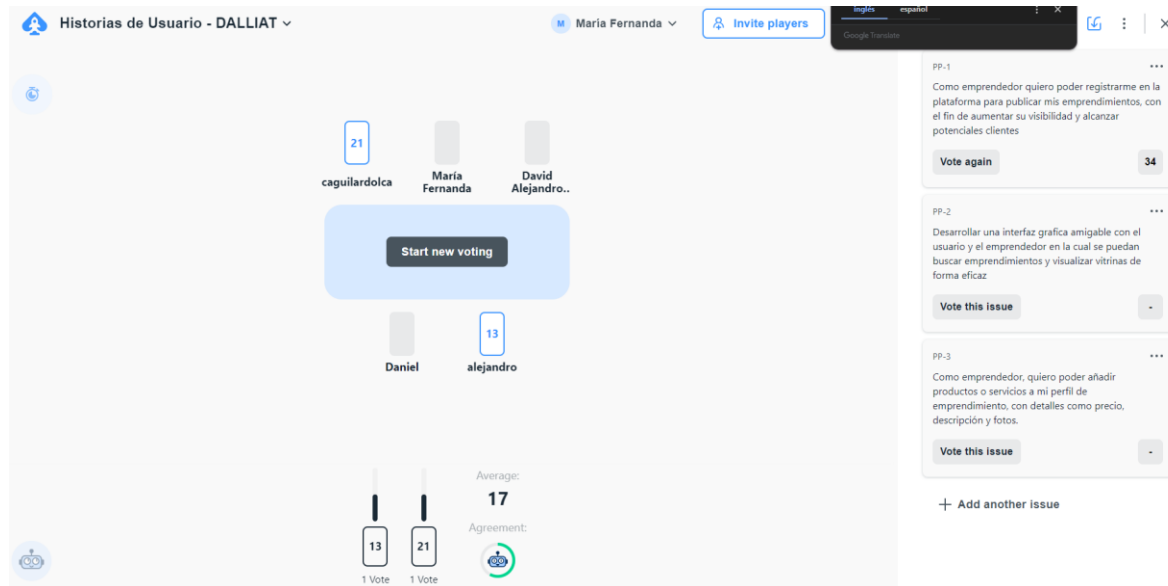 Historias de Usuario - DALLIAT
M
Maria Fernanda
Invite players
inglés
español
Google Translate
21
caguilardolca
María
Fernanda
David
Alejandro..
Start new voting
Daniel
13
alejandro
13
1 Vote
21
1 Vote
Average:
17
Agreement:
PP-1
Como emprendedor quiero poder registrarme en la
plataforma para publicar mis emprendimientos, con
el fin de aumentar su visibilidad y alcanzar
potenciales clientes
Vote again
34
PP-2
Desarrollar una interfaz grafica amigable con el
usuario y el emprendedor en la cual se puedan
buscar emprendimientos y visualizar vitrinas de
forma eficaz
Vote this issue
-
PP-3
Como emprendedor, quiero poder añadir
productos o servicios a mi perfil de
emprendimiento, con detalles como precio,
descripción y fotos.
Vote this issue
-
Add another issue